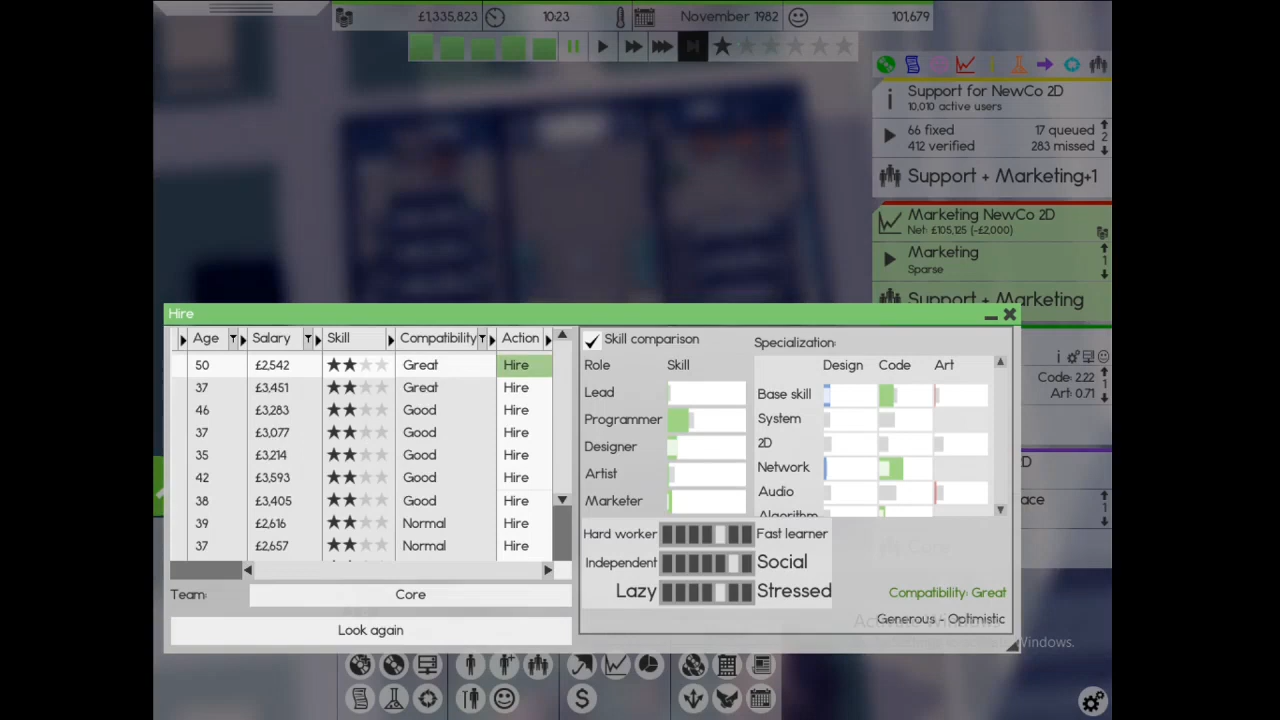 £1,335,823
10:23
November 1982
101,679
Support for NewCo 2D
10,010 active users
66 fixed
17 queued
2
412 verified
283 missed
Support + Marketing+1
Marketing NewCo 2D
Net: £105,125 (-£2,000)
Marketing
1
Sparse
Support + Marketing
Hire
Age
Salary
Skill
Compatibility
Action
50 £2,542 Great Hire
37 £3,451 Great Hire
46 £3,283 Good Hire
37 £3,077 Good Hire
35 £3,214 Good Hire
42 £3,593 Good Hire
38 £3,405 Good Hire
39 £2,616 Normal Hire
37 £2,657 Normal Hire
Team:
Core
Look again
Skill comparison
Specialization:
Role
Skill
Design
Code
Art
Lead
Programmer
Designer
Artist
Marketer
Base skill
System
2D
Network
Audio
Algorithm
Hard worker
Fast learner
Independent
Social
Lazy
Stressed
Compatibility: Great
Generous - Optimistic
Code: 2.22
Art: 0.71
1
1